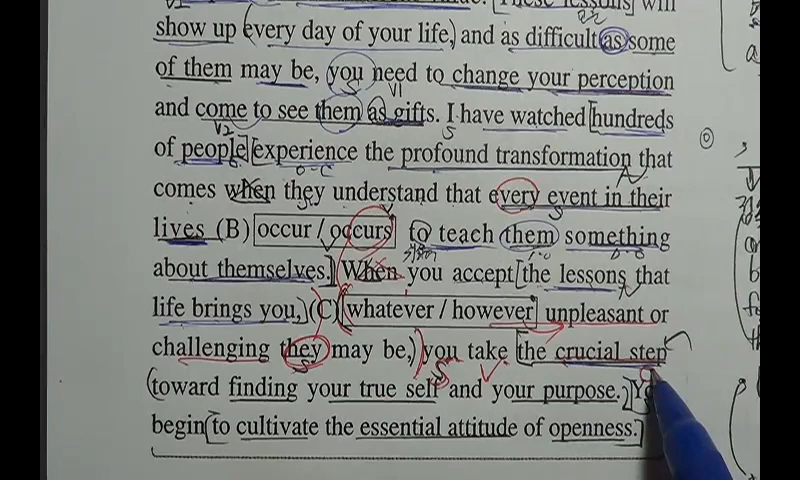 These lessons] will
show up (every day of your life,) and as difficult as some
of them may be, you need to change your perception
and come to see them as gifts. I have watched [hundreds
of people] [experience the profound transformation that
comes when they understand that every event in their
lives (B) occur / occurs to teach them something
about themselves.] When you accept [the lessons that
life brings you,) (C) (whatever / however unpleasant or
challenging they may be,) you take [the crucial step
(toward finding your true self and your purpose.)]
begin [to cultivate the essential attitude of openness.]